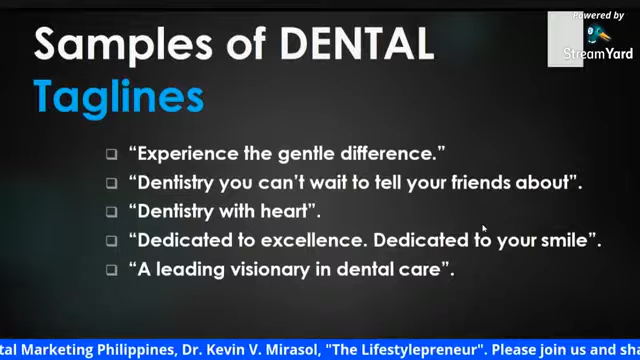 Samples of DENTAL
Taglines
Powered by
StreamYard
“Experience the gentle difference.”
“Dentistry you can’t wait to tell your friends about”.
“Dentistry with heart”.
“Dedicated to excellence. Dedicated to your smile”.
“A leading visionary in dental care”.
Marketing Philippines, Dr. Kevin V. Mirasol, "The Lifestylepreneur". Please join us and